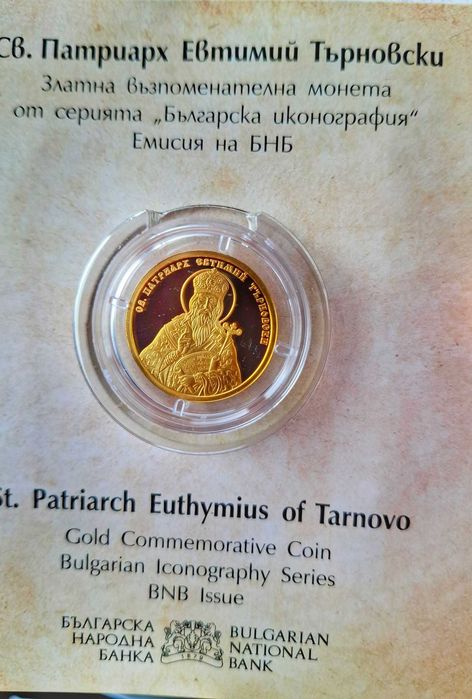 Св. Патриарх Евтимий Търновски
Златна възпоменателна монета
от серията „Българска иконография“
Емисия на БНБ
СВ. ПАТРИАРХ ЕВТИМИЙ ТЪРНОВСКИ
St. Patriarch Euthymius of Tarnovo
Gold Commemorative Coin
Bulgarian Iconography Series
BNB Issue
БЪЛГАРСКА
НАРОДНА
БАНКА
1879
BULGARIAN
NATIONAL
BANK